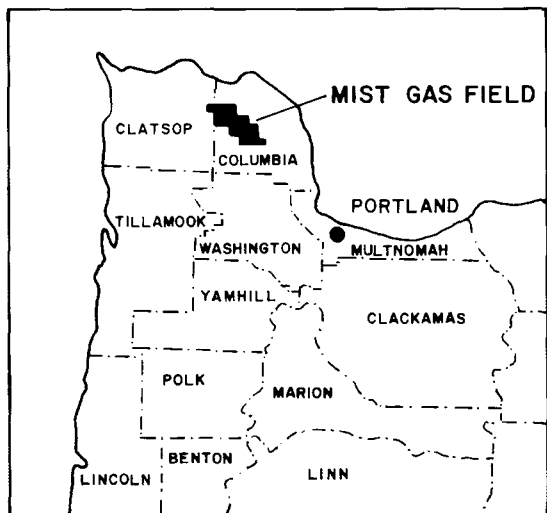 MIST GAS FIELD
CLATSOP
COLUMBIA
PORTLAND
TILLAMOOK
WASHINGTON
MULTNOMAH
YAMHILL
CLACKAMAS
POLK
MARION
BENTON
LINCOLN
LINN